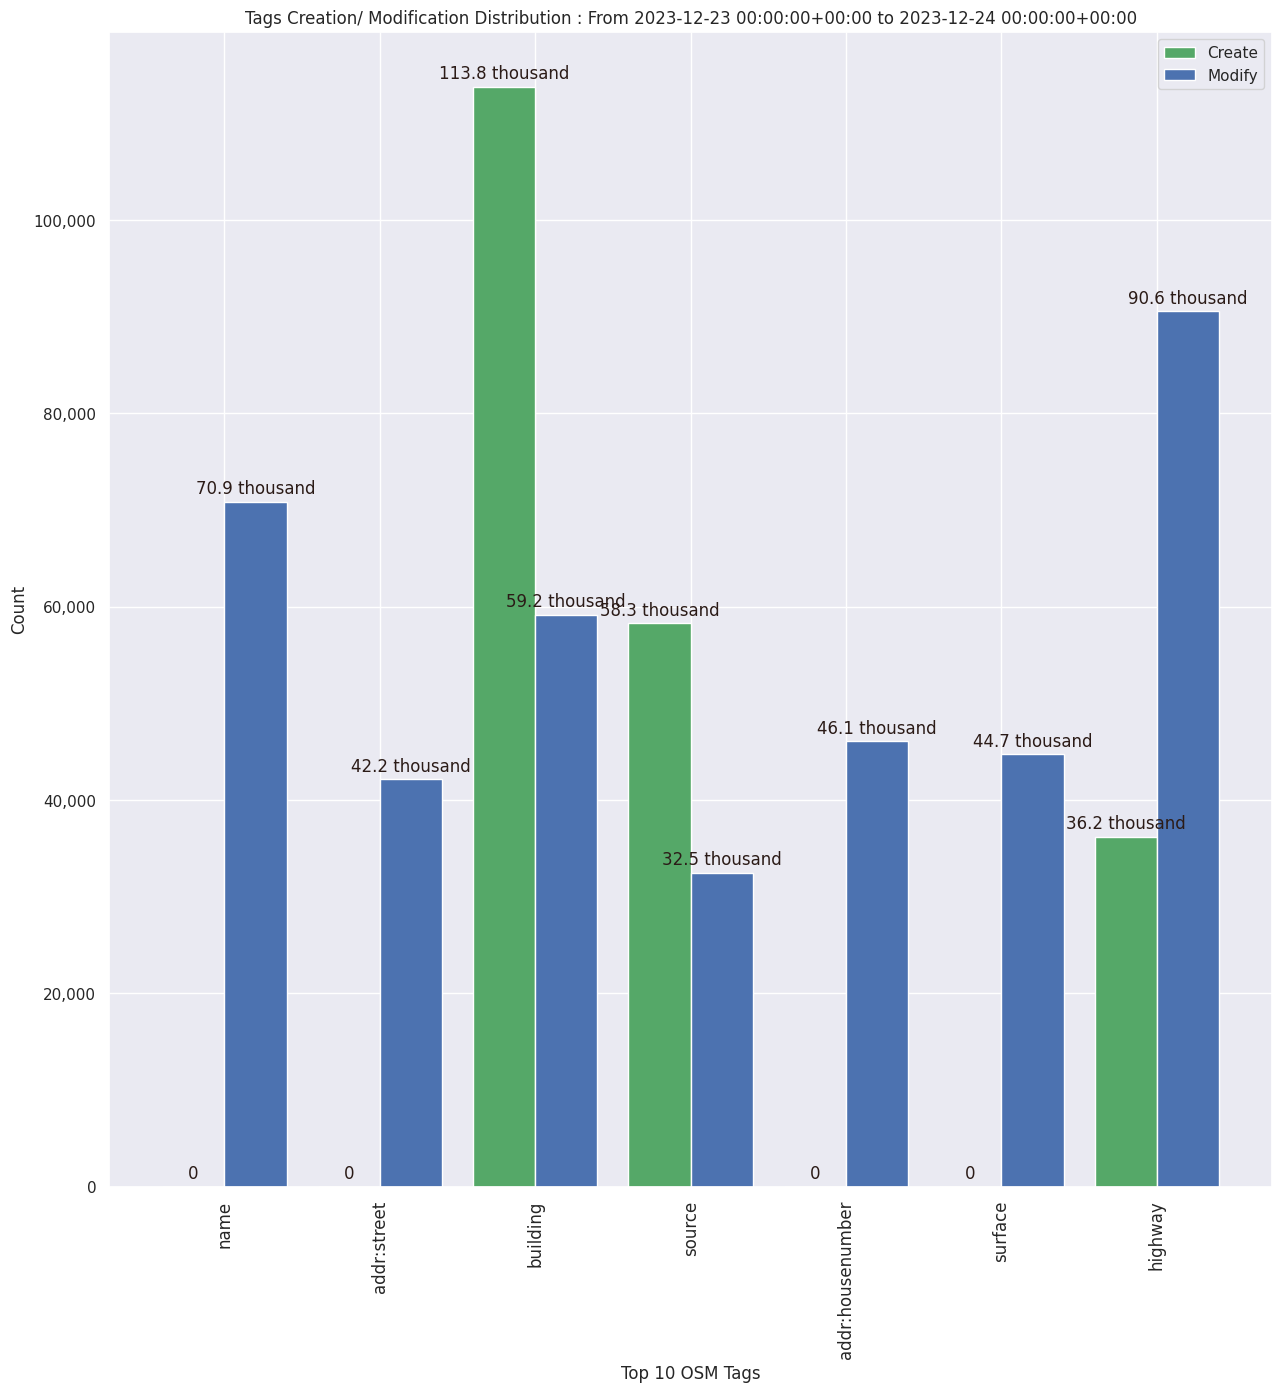 Tags Creation/ Modification Distribution : From 2023-12-23 00:00:00+00:00 to 2023-12-24 00:00:00+00:00
Create
Modify
113.8 thousand
100,000
90.6 thousand
80,000
70.9 thousand
60,000
59.2 thousand
58.3 thousand
Count
46.1 thousand
44.7 thousand
42.2 thousand
40,000
36.2 thousand
32.5 thousand
20,000
0
0
0
0
0
name
addr:street
building
source
addr:housenumber
surface
highway
Top 10 OSM Tags